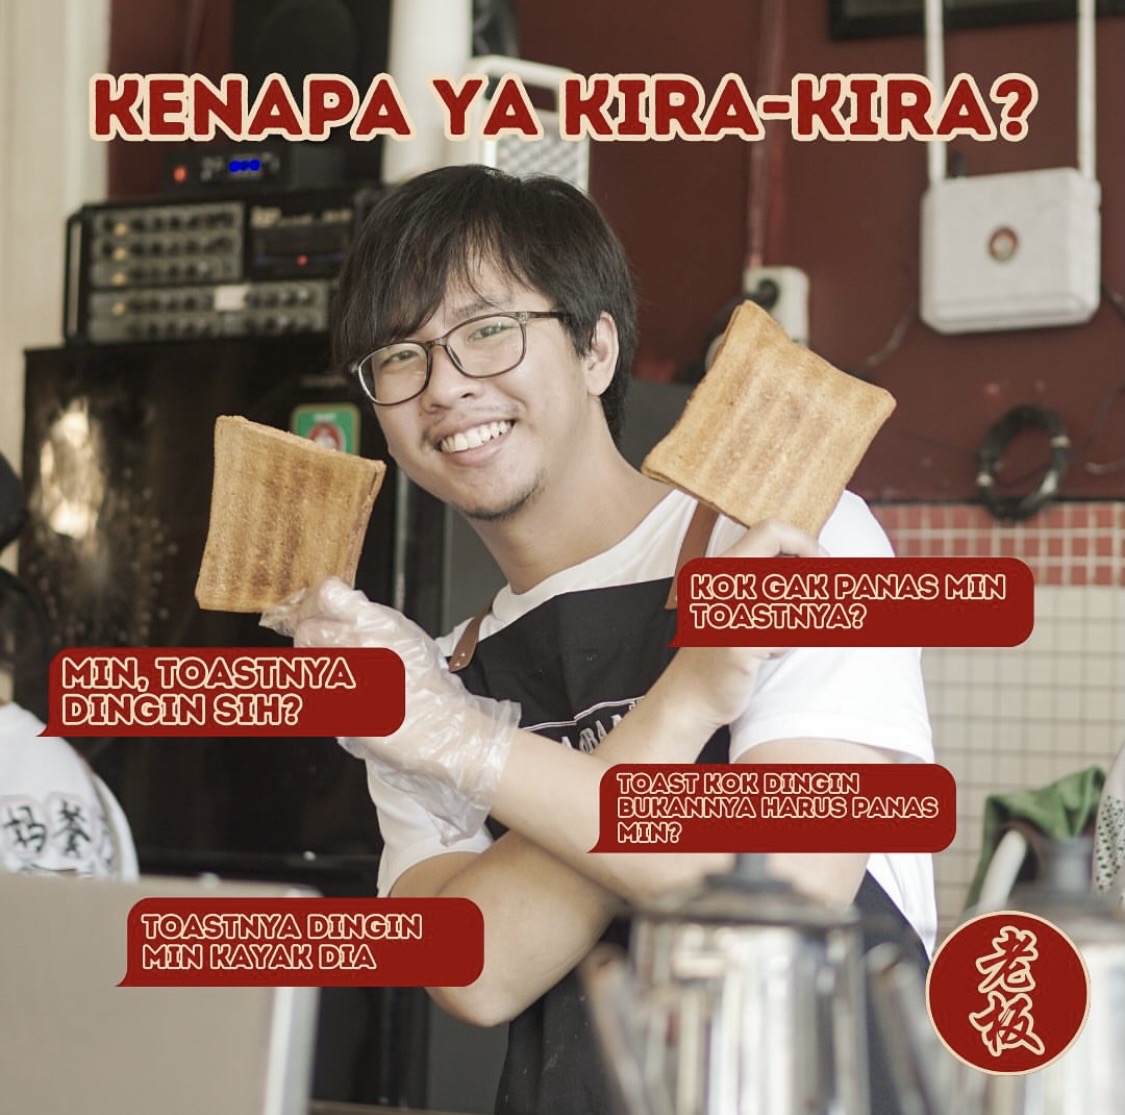 KENAPA YA KIRA-KIRA?
KOK GAK PANAS MIN
TOASTNYA?
MIN, TOASTNYA
DINGIN SIH?
TOAST KOK DINGIN
BUKANNYA HARUS PANAS
MIN?
TOASTNYA DINGIN
MIN KAYAK DIA
老
板